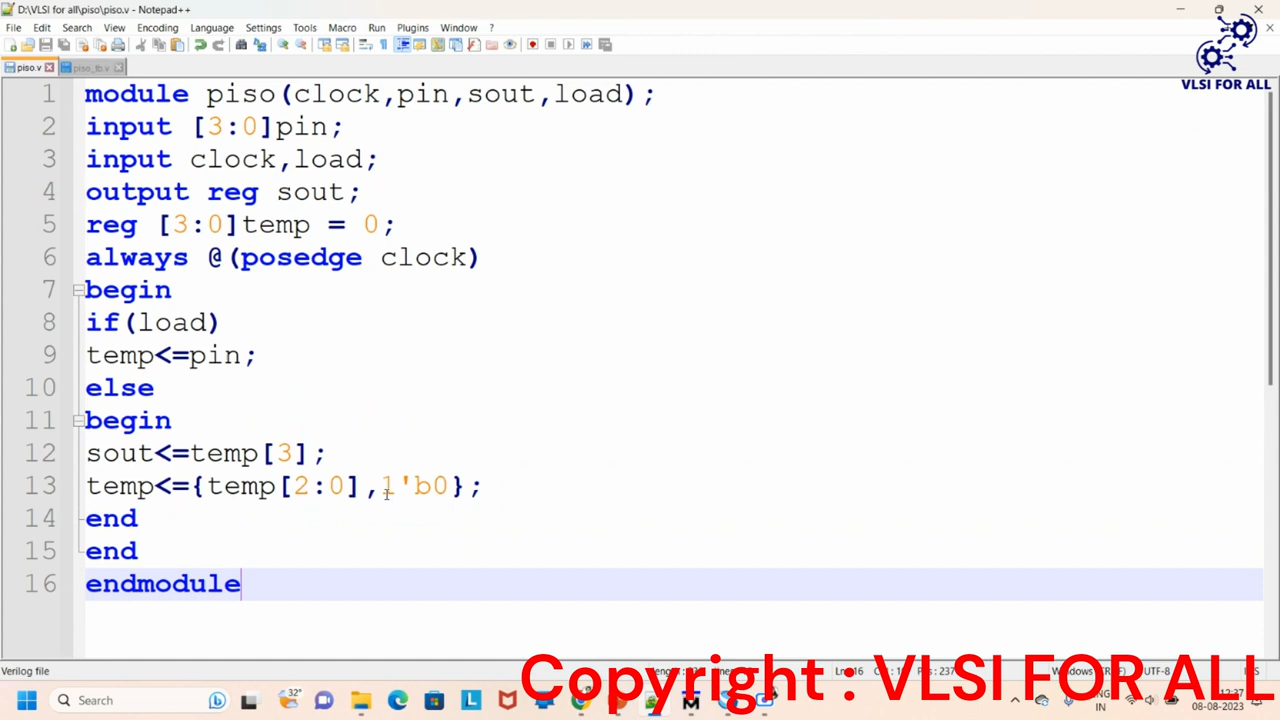 D:\VLSI for all\piso\piso.v - Notepad++
File Edit Search View Encoding Language Settings Tools Macro Run Plugins Window ?
VLSI FOR ALL
piso.v piso_tb.v
1 module piso(clock,pin,sout,load);
2 input [3:0]pin;
3 input clock,load;
4 output reg sout;
5 reg [3:0]temp = 0;
6 always @(posedge clock)
7 begin
8 if(load)
9 temp<=pin;
10 else
11 begin
12 sout<=temp[3];
13 temp<={temp[2:0],1'b0};
14 end
15 end
16 endmodule
Verilog file
Copyright : VLSI FOR ALL
Search
32°
IN
12:37
08-08-2023